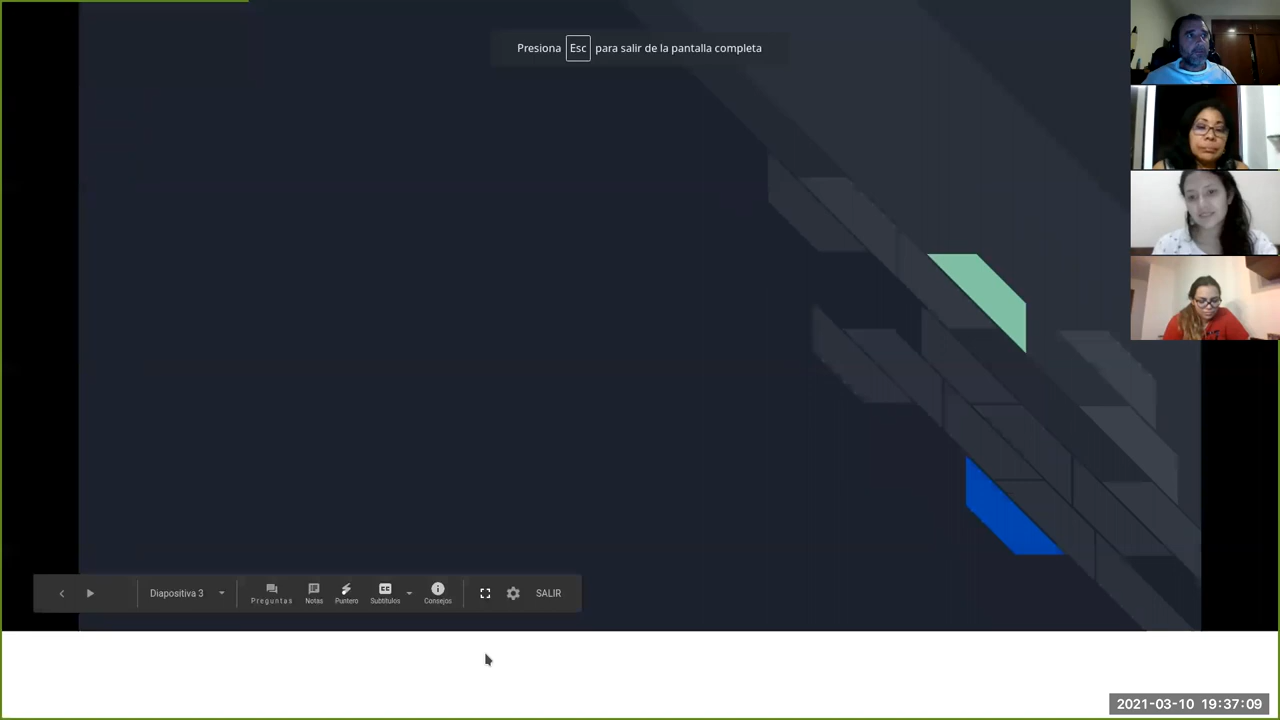 Presiona Esc para salir de la pantalla completa
Diapositiva 3
Preguntas
Notas
Puntero
Subtítulos
Consejos
SALIR
2021-03-10 19:37:09